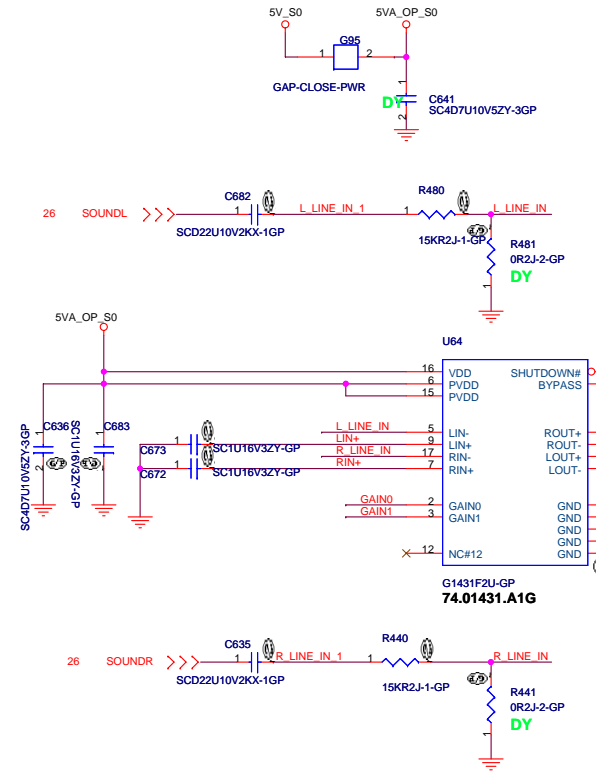 5V_S0 5VA_OP_S0
G95
1 2
GAP-CLOSE-PWR
1
DY C641
SC4D7U10V5ZY-3GP
2
C682 R480
26 SOUNDL 1 L_LINE_IN_1 1 L_LINE_IN
SCD22U10V2KX-1GP 15KR2J-1-GP R481
0R2J-2-GP
DY
1
5VA_OP_S0
U64
16 VDD SHUTDOWN#
6 PVDD BYPASS
15 PVDD
C636 C683
SC4D7U10V5ZY-3GP
SC1U16V3ZY-GP
1 1
2
L_LINE_IN 5 LIN- ROUT+
C673 1 SC1U16V3ZY-GP LIN+ 9 LIN+ ROUT-
R_LINE_IN 17 RIN- LOUT+
C672 1 SC1U16V3ZY-GP RIN+ 7 RIN+ LOUT-
GAIN0 2 GAIN0 GND
GAIN1 3 GAIN1 GND
GND
GND
12 NC#12 GND
G1431F2U-GP
74.01431.A1G
C635 R440
26 SOUNDR 1 R_LINE_IN_1 1 R_LINE_IN
SCD22U10V2KX-1GP 15KR2J-1-GP R441
0R2J-2-GP
DY
1